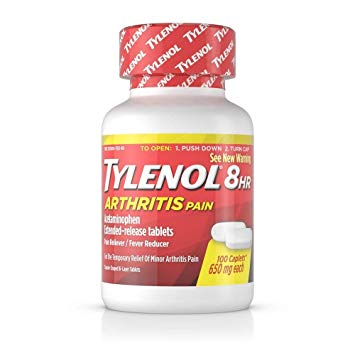 TYLENOL TYLENOL TYLENOL
TO OPEN: 1. PUSH DOWN 2. TURN CAP
See New Warning
TYLENOL® 8HR
ARTHRITIS PAIN
Acetaminophen
Extended-release tablets
Pain Reliever / Fever Reducer
For The Temporary Relief Of Minor Arthritis Pain
100 Caplets*
650 mg each